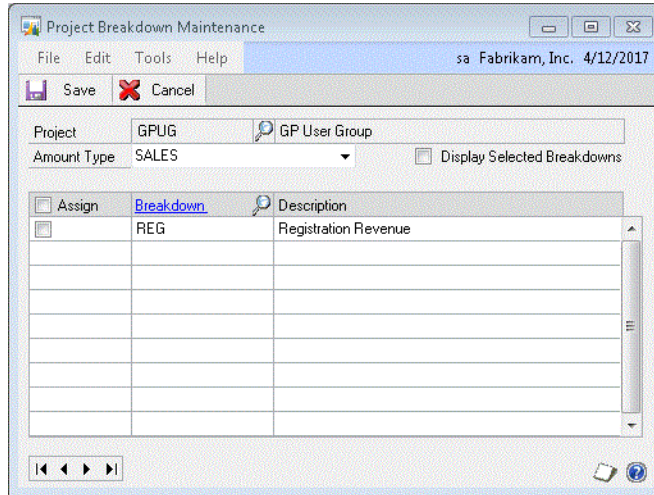 Project Breakdown Maintenance
File Edit Tools Help sa Fabrikam, Inc. 4/12/2017
Save Cancel
Project GPUG GP User Group
Amount Type SALES Display Selected Breakdowns
Assign Breakdown Description
REG Registration Revenue